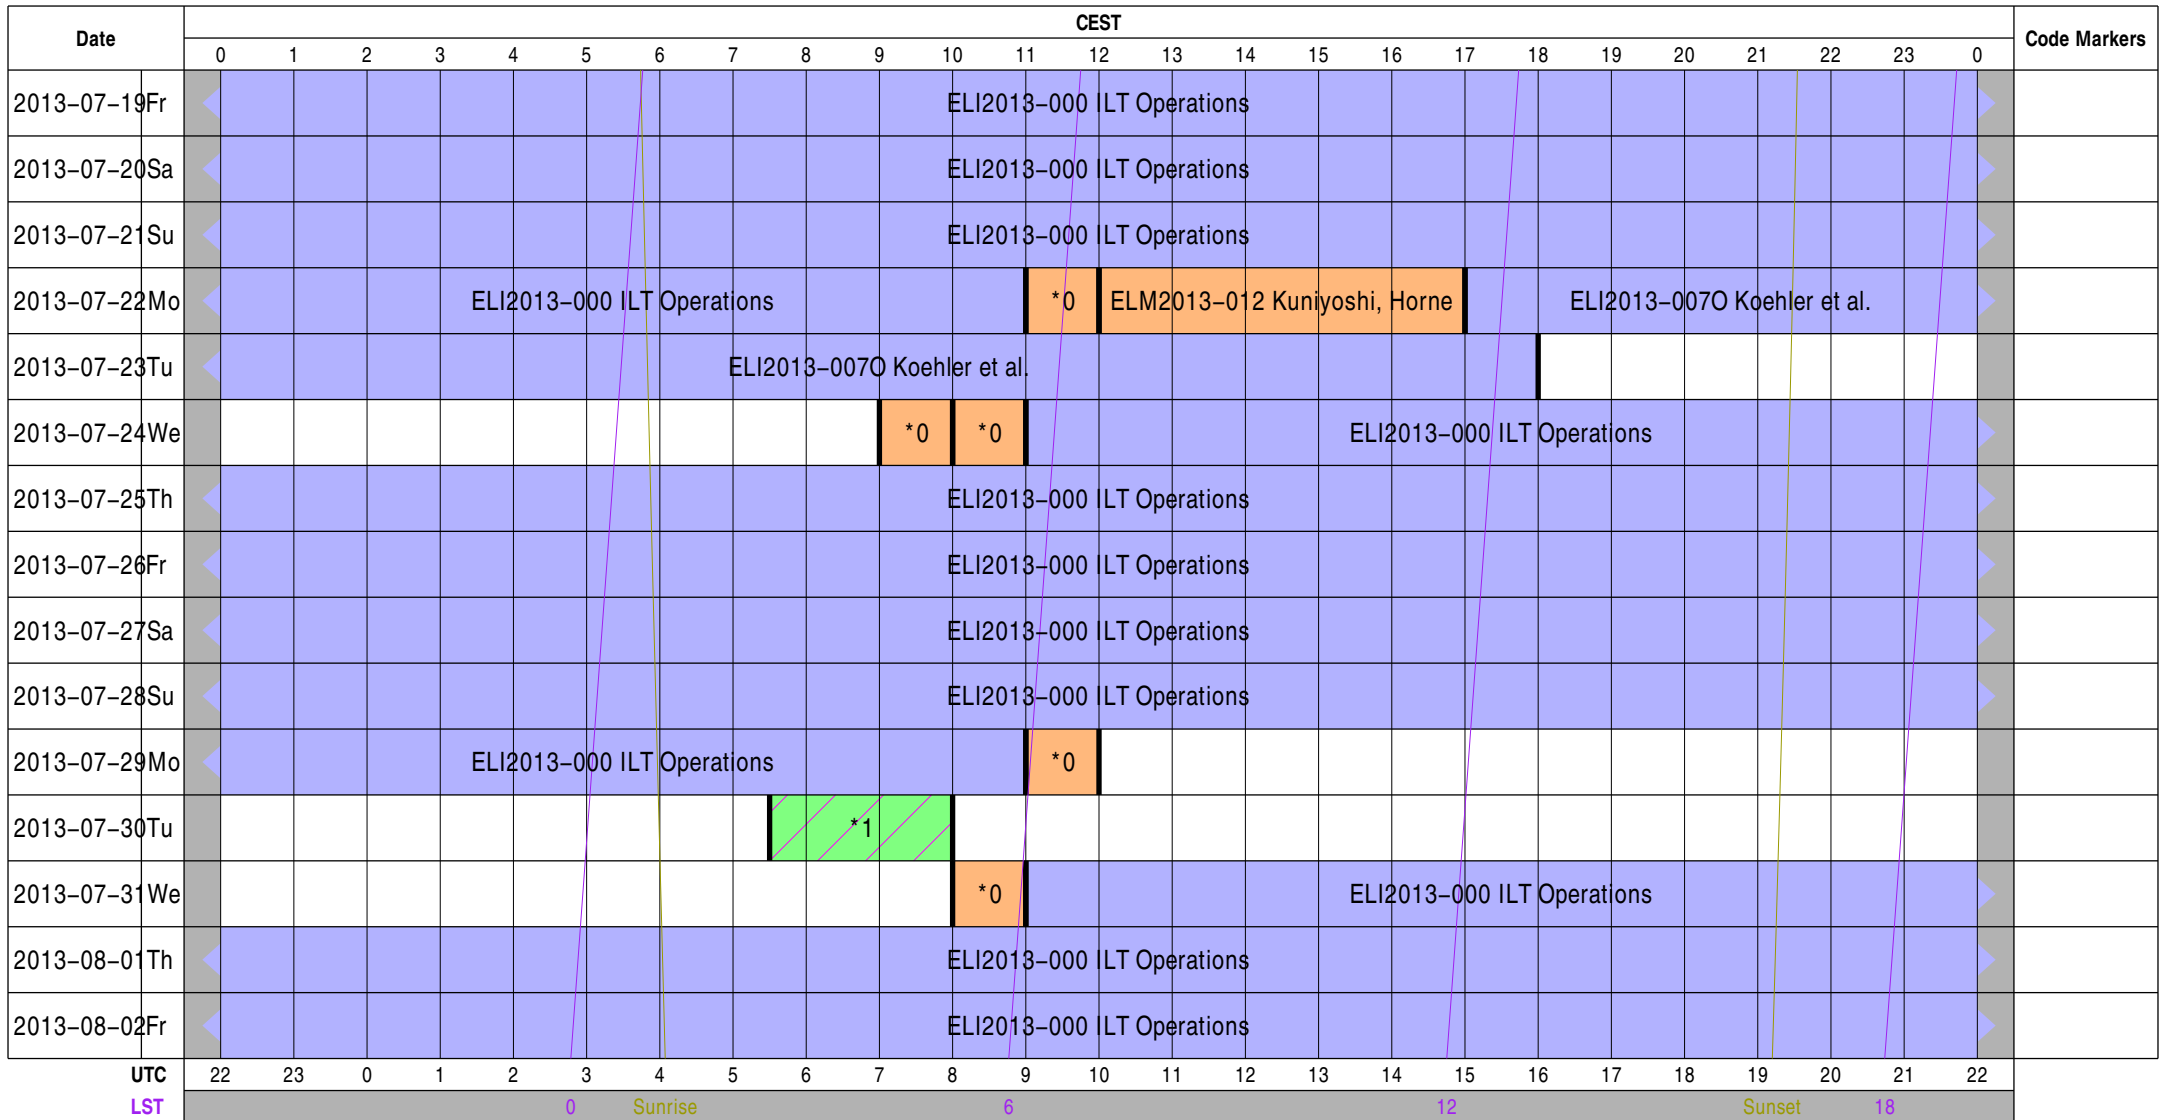 CEST
Date
Code Markers
0 1 2 3 4 5 6 7 8 9 10 11 12 13 14 15 16 17 18 19 20 21 22 23 0
2013-07-19Fr ELI2013-000 ILT Operations
2013-07-20Sa ELI2013-000 ILT Operations
2013-07-21Su ELI2013-000 ILT Operations
2013-07-22Mo ELI2013-000 ILT Operations *0 ELM2013-012 Kuniyoshi, Horne ELI2013-007O Koehler et al.
2013-07-23Tu ELI2013-007O Koehler et al.
2013-07-24We *0 *0 ELI2013-000 ILT Operations
2013-07-25Th ELI2013-000 ILT Operations
2013-07-26Fr ELI2013-000 ILT Operations
2013-07-27Sa ELI2013-000 ILT Operations
2013-07-28Su ELI2013-000 ILT Operations
2013-07-29Mo ELI2013-000 ILT Operations *0
2013-07-30Tu *1
2013-07-31We *0 ELI2013-000 ILT Operations
2013-08-01Th ELI2013-000 ILT Operations
2013-08-02Fr ELI2013-000 ILT Operations
UTC 22 23 0 1 2 3 4 5 6 7 8 9 10 11 12 13 14 15 16 17 18 19 20 21 22
LST 0 Sunrise 6 12 Sunset 18